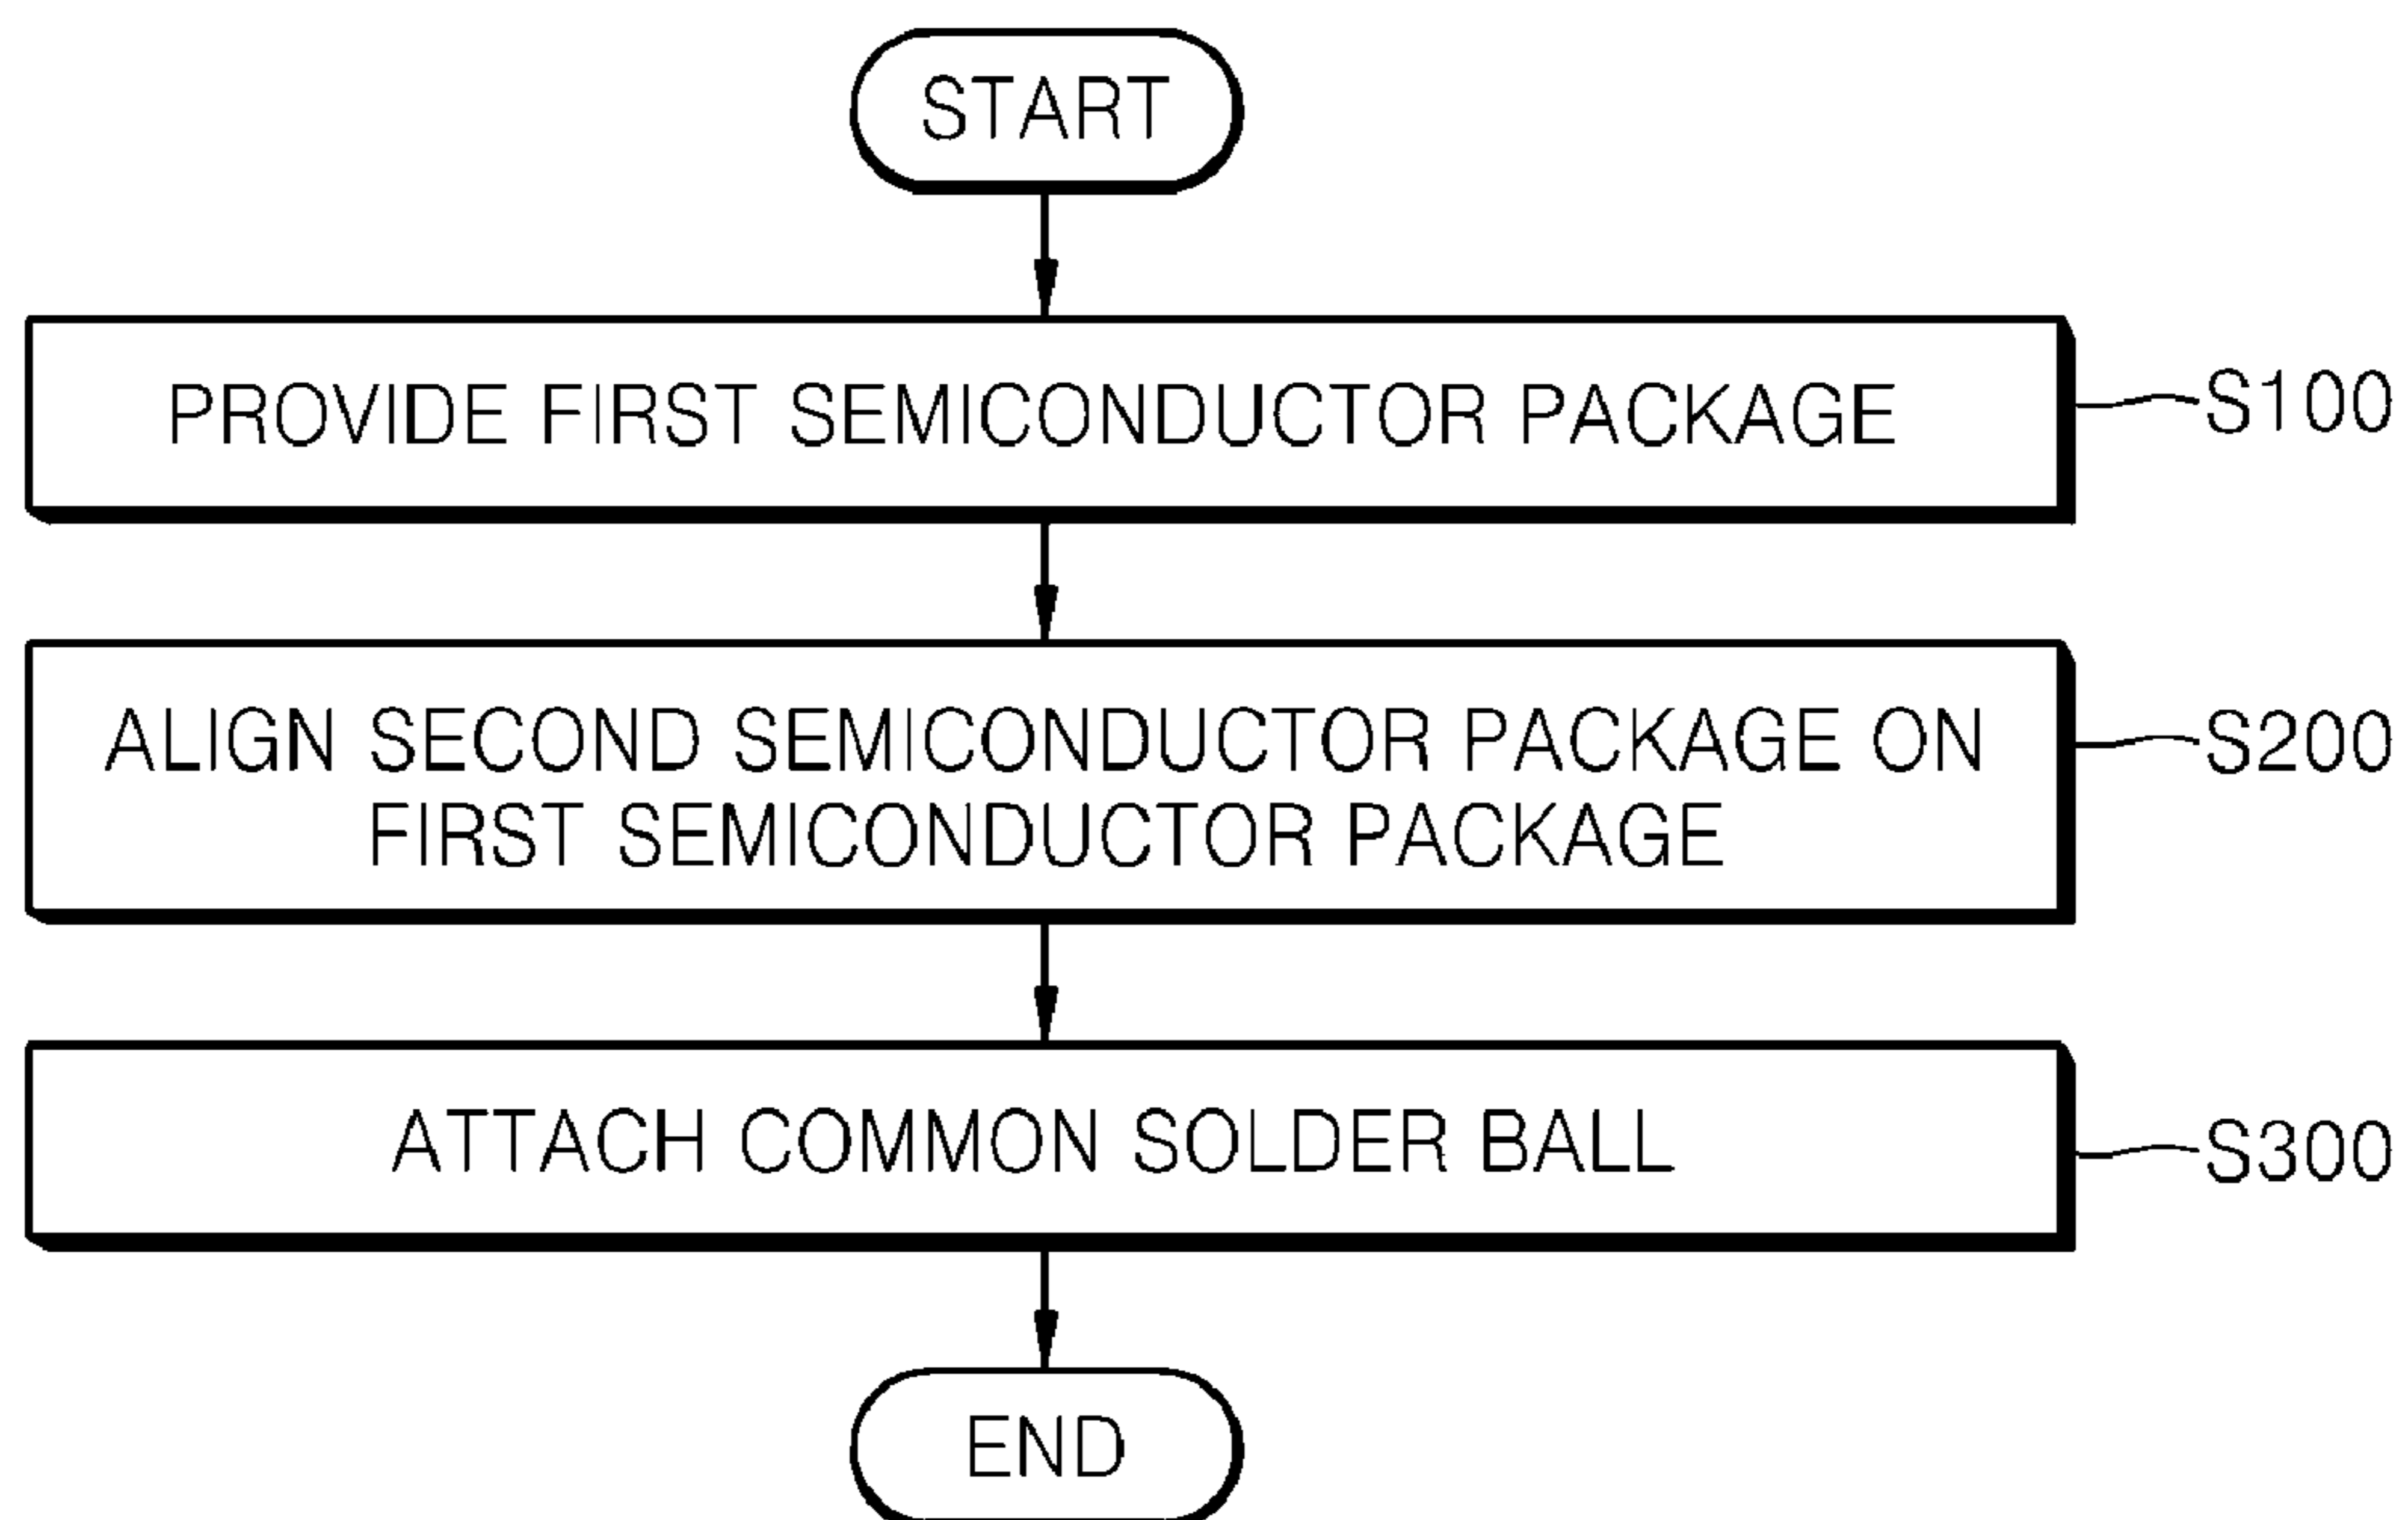 START
PROVIDE FIRST SEMICONDUCTOR PACKAGE
S100
ALIGN SECOND SEMICONDUCTOR PACKAGE ON
FIRST SEMICONDUCTOR PACKAGE
S200
ATTACH COMMON SOLDER BALL
S300
END